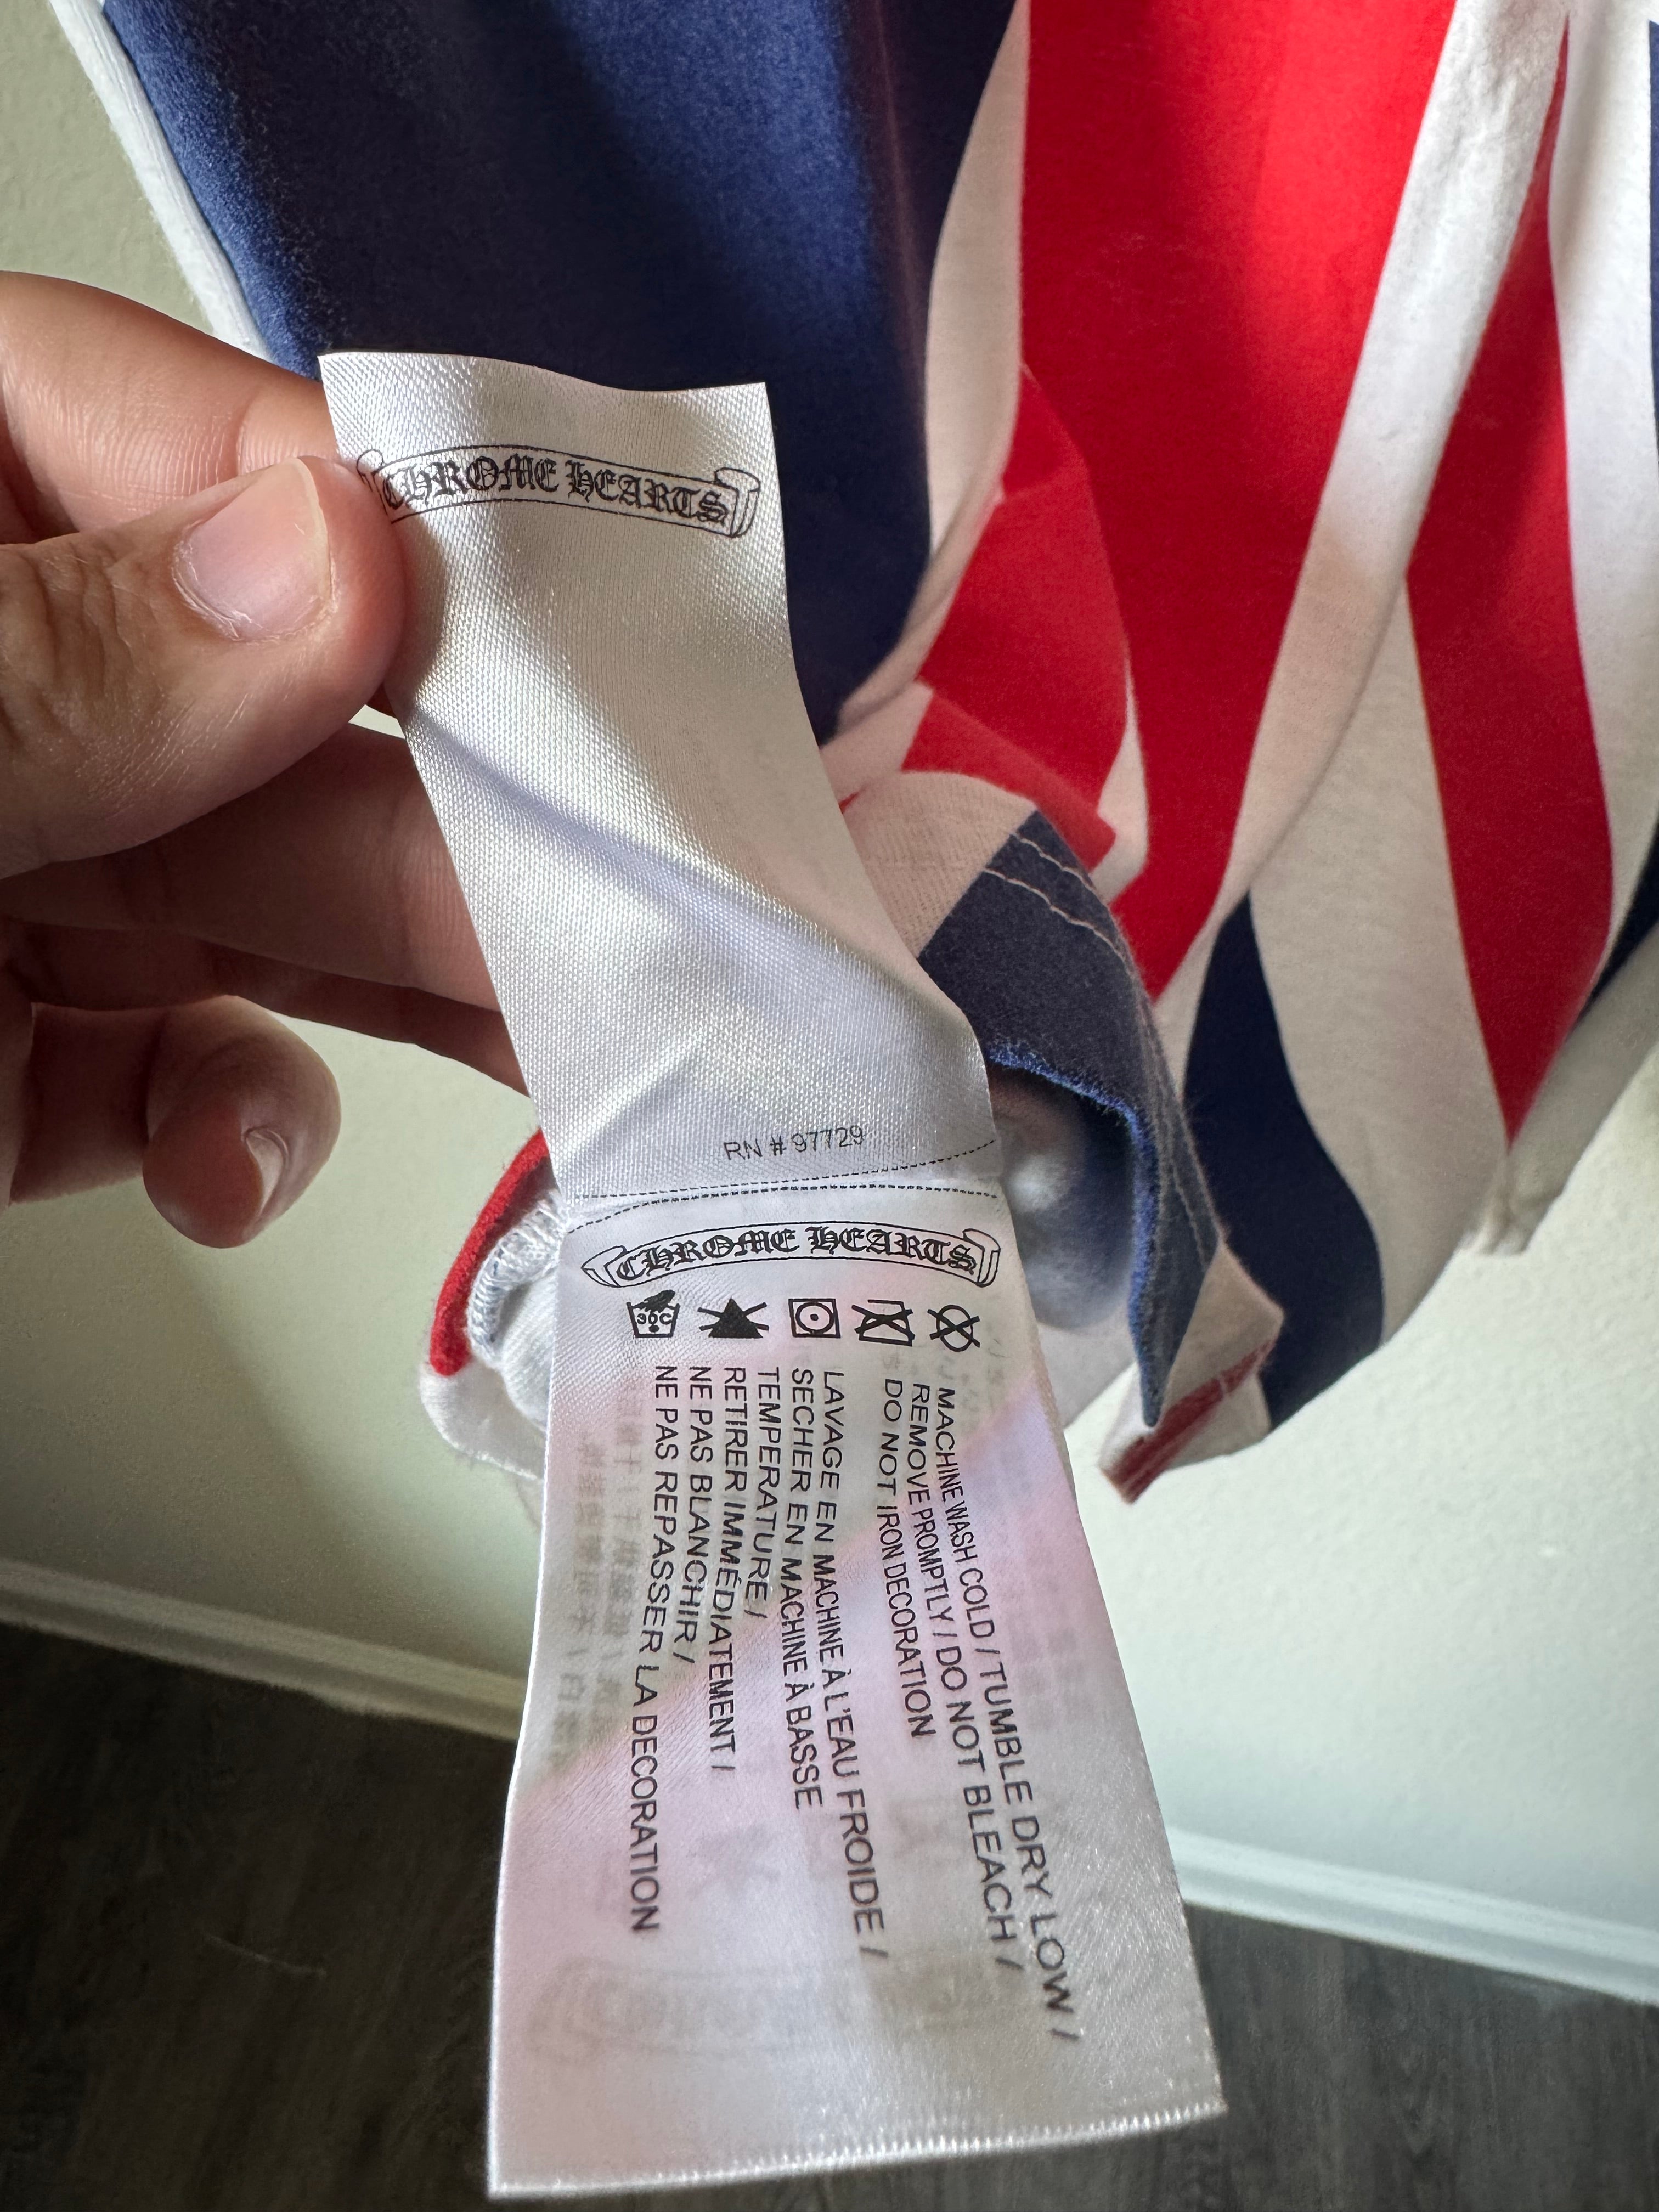 CHROME HEARTS
RN # 97729
CHROME HEARTS
30C
MACHINE WASH COLD / TUMBLE DRY LOW /
REMOVE PROMPTLY / DO NOT BLEACH /
DO NOT IRON DECORATION
LAVAGE EN MACHINE À L'EAU FROIDE /
SECHER EN MACHINE À BASSE
TEMPERATURE /
RETIRER IMMÉDIATEMENT /
NE PAS BLANCHIR /
NE PAS REPASSER LA DECORATION